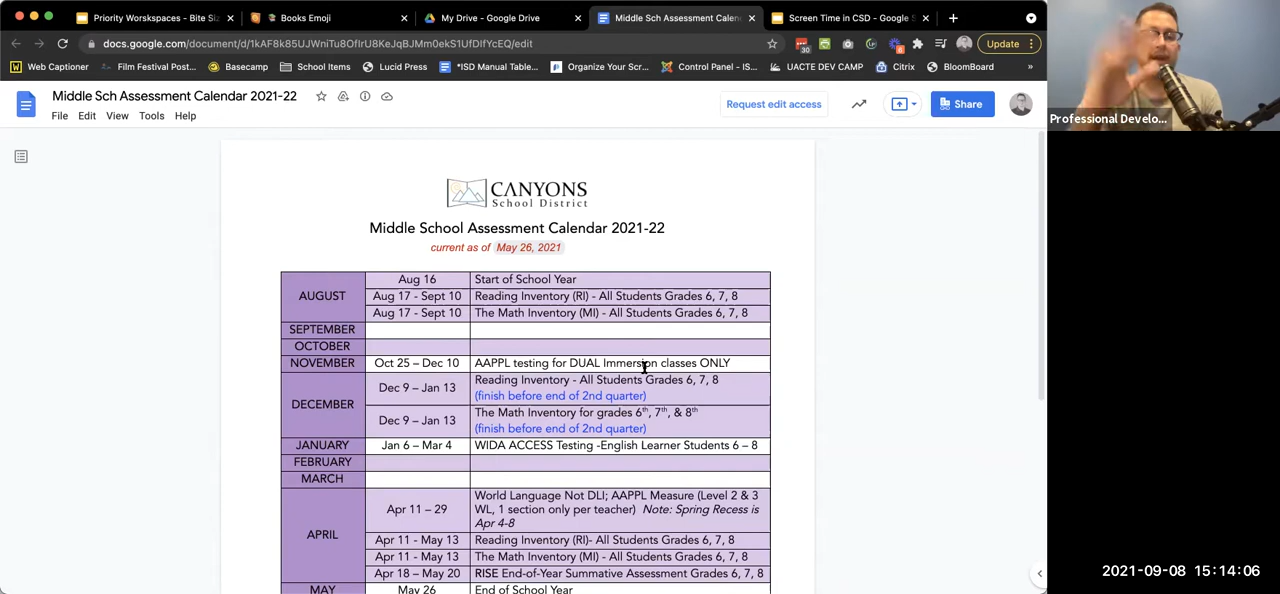 Priority Worskspaces - Bite Siz
Books Emoji
My Drive - Google Drive
Middle Sch Assessment Calen
Screen Time in CSD - Google S
docs.google.com/document/d/1kAF8k85UJWniTu8OfIrU8KeJqBJMm0ekS1UfDIfYcEQ/edit
30
6
Update
Web Captioner
Film Festival Post...
Basecamp
School Items
Lucid Press
*ISD Manual Table...
Organize Your Scr...
Control Panel - IS...
UACTE DEV CAMP
Citrix
BloomBoard
Middle Sch Assessment Calendar 2021-22
File Edit View Tools Help
Request edit access
Share
Professional Develo...
CANYONS
School District
Middle School Assessment Calendar 2021-22
current as of May 26, 2021
AUGUST
Aug 16 Start of School Year
Aug 17 - Sept 10 Reading Inventory (RI) - All Students Grades 6, 7, 8
Aug 17 - Sept 10 The Math Inventory (MI) - All Students Grades 6, 7, 8
SEPTEMBER
OCTOBER
NOVEMBER Oct 25 – Dec 10 AAPPL testing for DUAL Immersion classes ONLY
DECEMBER
Dec 9 – Jan 13 Reading Inventory - All Students Grades 6, 7, 8
(finish before end of 2nd quarter)
Dec 9 – Jan 13 The Math Inventory for grades 6th, 7th, & 8th
(finish before end of 2nd quarter)
JANUARY Jan 6 – Mar 4 WIDA ACCESS Testing -English Learner Students 6 – 8
FEBRUARY
MARCH
APRIL
Apr 11 – 29 World Language Not DLI; AAPPL Measure (Level 2 & 3
WL, 1 section only per teacher) Note: Spring Recess is
Apr 4-8
Apr 11 - May 13 Reading Inventory (RI)- All Students Grades 6, 7, 8
Apr 11 - May 13 The Math Inventory (MI) - All Students Grades 6, 7, 8
Apr 18 – May 20 RISE End-of-Year Summative Assessment Grades 6, 7, 8
MAY May 26 End of School Year
2021-09-08 15:14:06